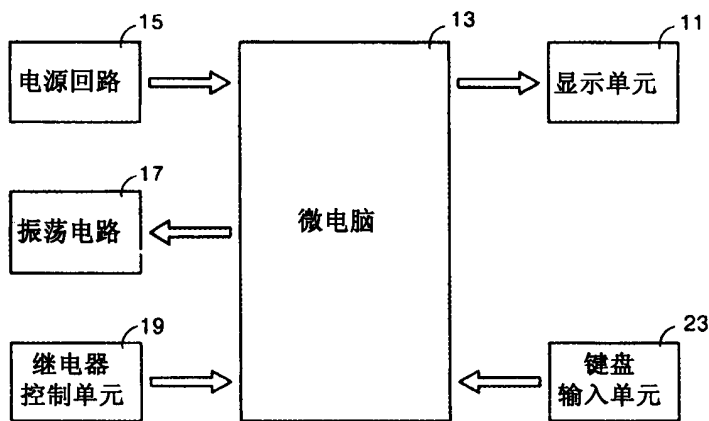 15
13
11
电源回路
显示单元
17
振荡电路
微电脑
19
23
继电器
控制单元
键盘
输入单元